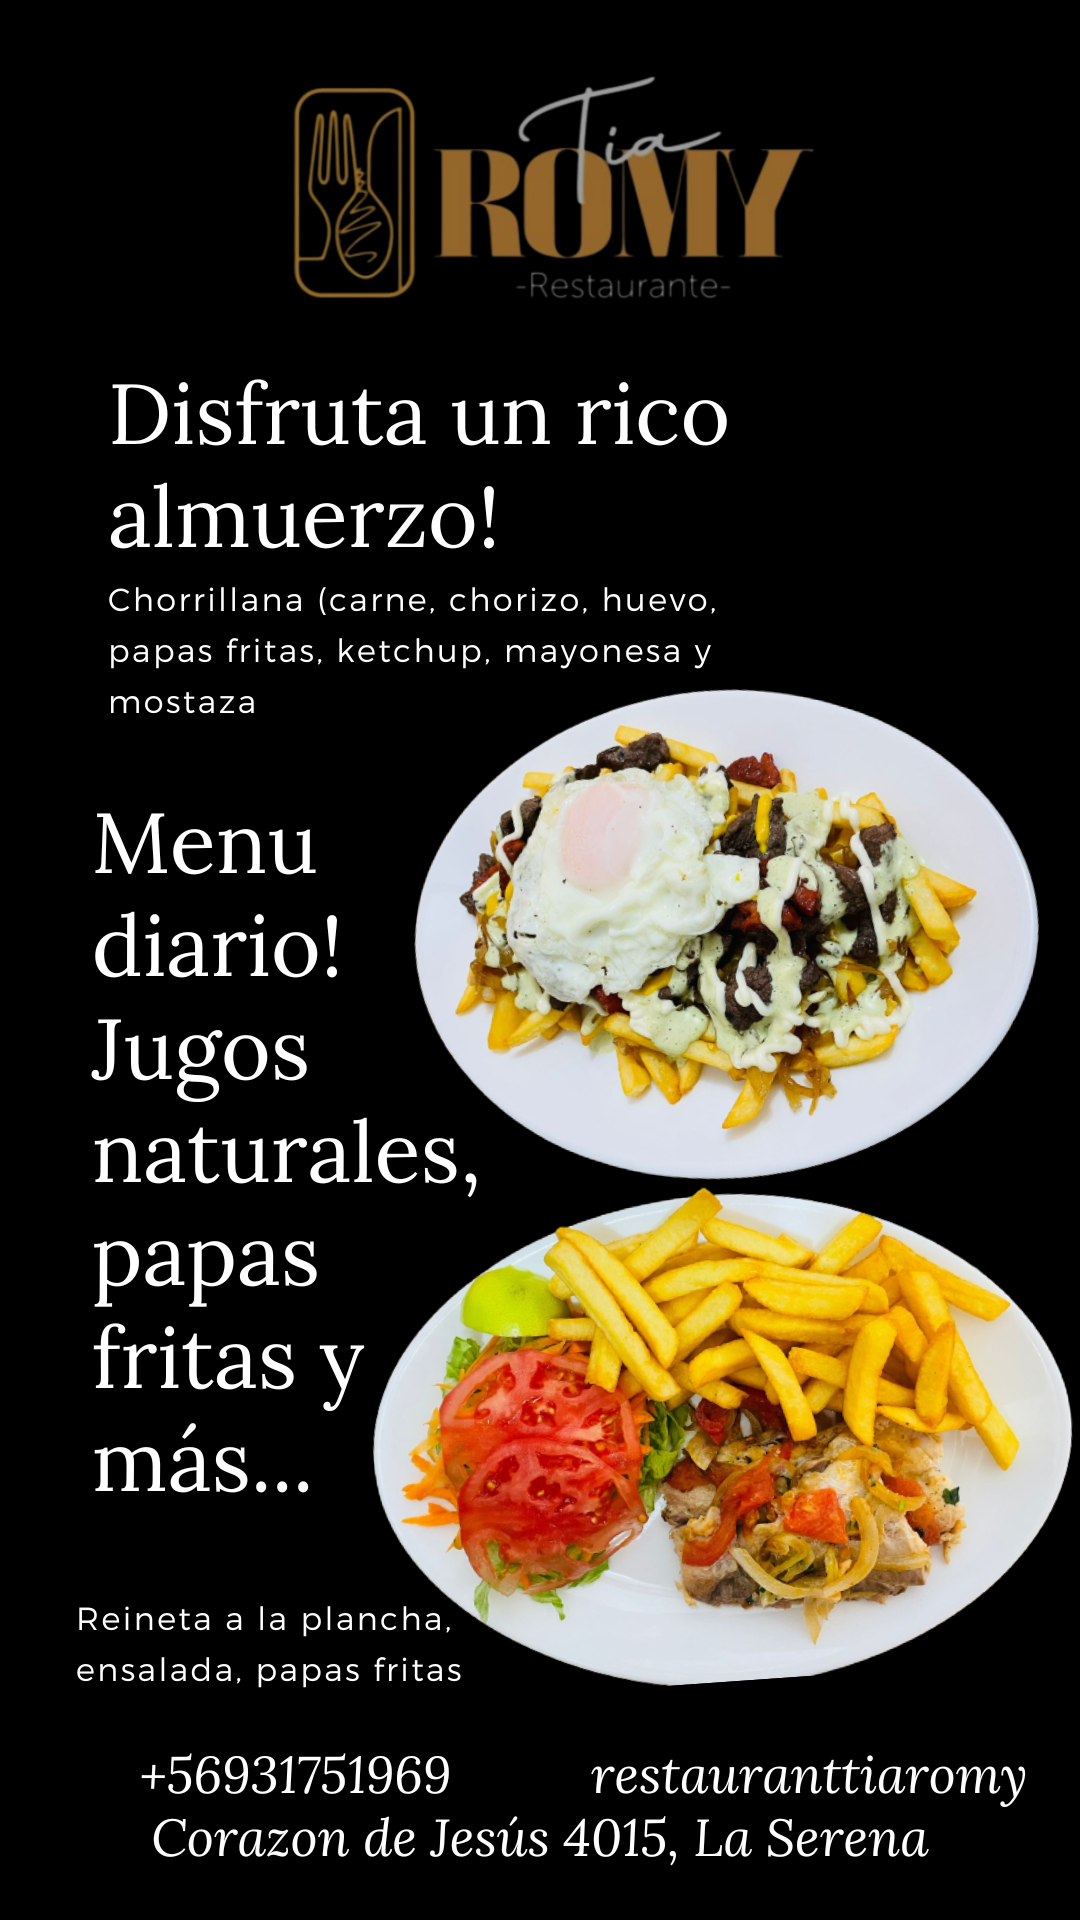 Tia
ROMY
-Restaurante-
Disfruta un rico
almuerzo!
Chorrillana (carne, chorizo, huevo,
papas fritas, ketchup, mayonesa y
mostaza
Menu
diario!
Jugos
naturales,
papas
fritas y
más...
Reineta a la plancha,
ensalada, papas fritas
+56931751969 restauranttiaromy
Corazon de Jesús 4015, La Serena